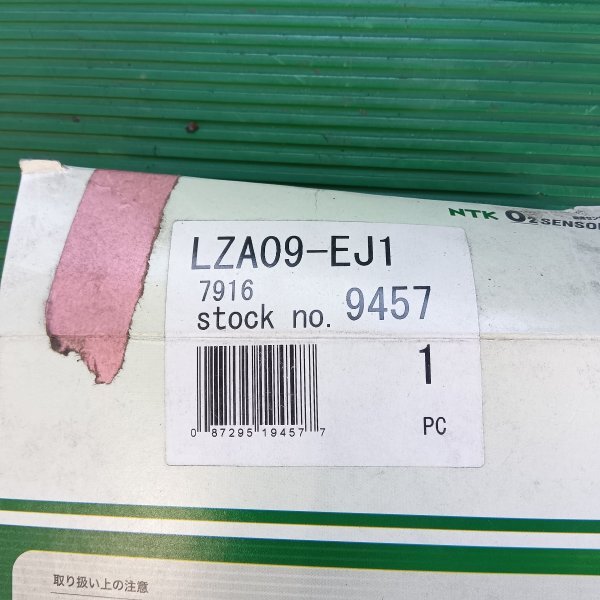 NTK O2 SENSOR
LZA09-EJ1
7916
stock no. 9457
1
0 87295 19457 7
PC
取り扱い上の注意